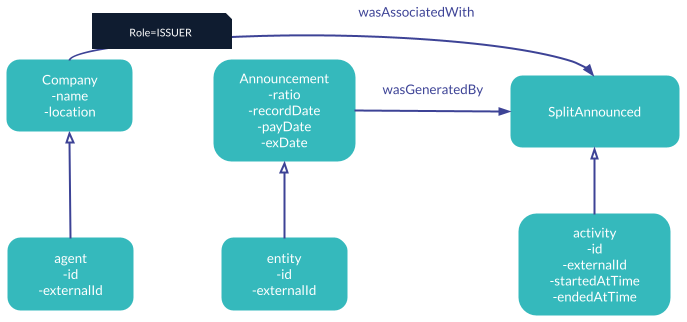 wasAssociatedWith
Role=ISSUER
Company
-name
-location
Announcement
-ratio
-recordDate
-payDate
-exDate
wasGeneratedBy
SplitAnnounced
agent
-id
-externalId
entity
-id
-externalId
activity
-id
-externalId
-startedAtTime
-endedAtTime